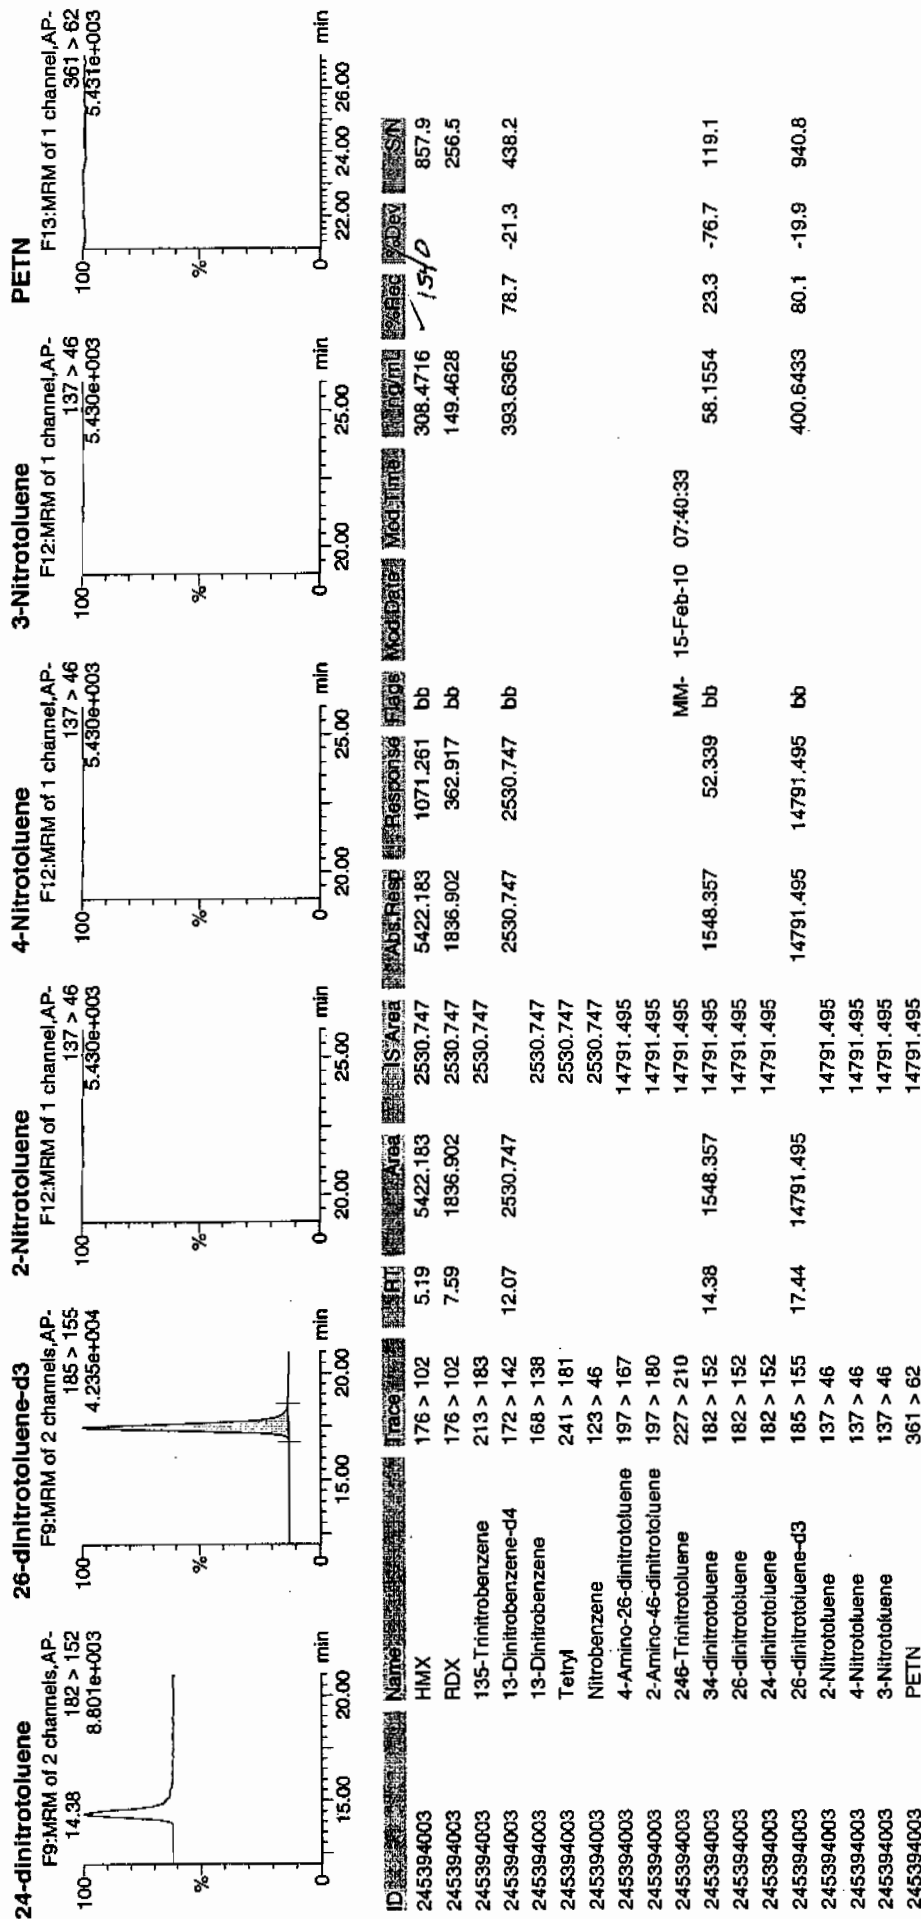 24-dinitrotoluene
F9:MRM of 2 channels,AP-
182 > 152
8.801e+003
14.38
100
%
0
15.00 20.00 min
26-dinitrotoluene-d3
F9:MRM of 2 channels,AP-
185 > 155
4.235e+004
100
%
0
15.00 20.00 min
2-Nitrotoluene
F12:MRM of 1 channel,AP-
137 > 46
5.430e+003
100
%
0
20.00 25.00 min
4-Nitrotoluene
F12:MRM of 1 channel,AP-
137 > 46
5.430e+003
100
%
0
20.00 25.00 min
3-Nitrotoluene
F12:MRM of 1 channel,AP-
137 > 46
5.430e+003
100
%
0
20.00 25.00 min
PETN
F13:MRM of 1 channel,AP-
361 > 62
5.431e+003
100
%
0
22.00 24.00 26.00 min
ID Name Trace RT Area IS Area Abs.Resp Response Flags Mod.Date Mod.Time ng/mL %Rec %Dev S/N
245394003 HMX 176 > 102 5.19 5422.183 2530.747 5422.183 1071.261 bb 308.4716 857.9
245394003 RDX 176 > 102 7.59 1836.902 2530.747 1836.902 362.917 bb 149.4628 256.5
245394003 135-Trinitrobenzene 213 > 183 2530.747
245394003 13-Dinitrobenzene-d4 172 > 142 12.07 2530.747 2530.747 2530.747 bb 393.6365 78.7 -21.3 438.2
245394003 13-Dinitrobenzene 168 > 138 2530.747
245394003 Tetryl 241 > 181 2530.747
245394003 Nitrobenzene 123 > 46 2530.747
245394003 4-Amino-26-dinitrotoluene 197 > 167 14791.495
245394003 2-Amino-46-dinitrotoluene 197 > 180 14791.495
245394003 246-Trinitrotoluene 227 > 210 14791.495 MM- 15-Feb-10 07:40:33
245394003 34-dinitrotoluene 182 > 152 14.38 1548.357 14791.495 1548.357 52.339 bb 58.1554 23.3 -76.7 119.1
245394003 26-dinitrotoluene 182 > 152 14791.495
245394003 24-dinitrotoluene 182 > 152 14791.495
245394003 26-dinitrotoluene-d3 185 > 155 17.44 14791.495 14791.495 14791.495 bb 400.6433 80.1 -19.9 940.8
245394003 2-Nitrotoluene 137 > 46 14791.495
245394003 4-Nitrotoluene 137 > 46 14791.495
245394003 3-Nitrotoluene 137 > 46 14791.495
245394003 PETN 361 > 62 14791.495